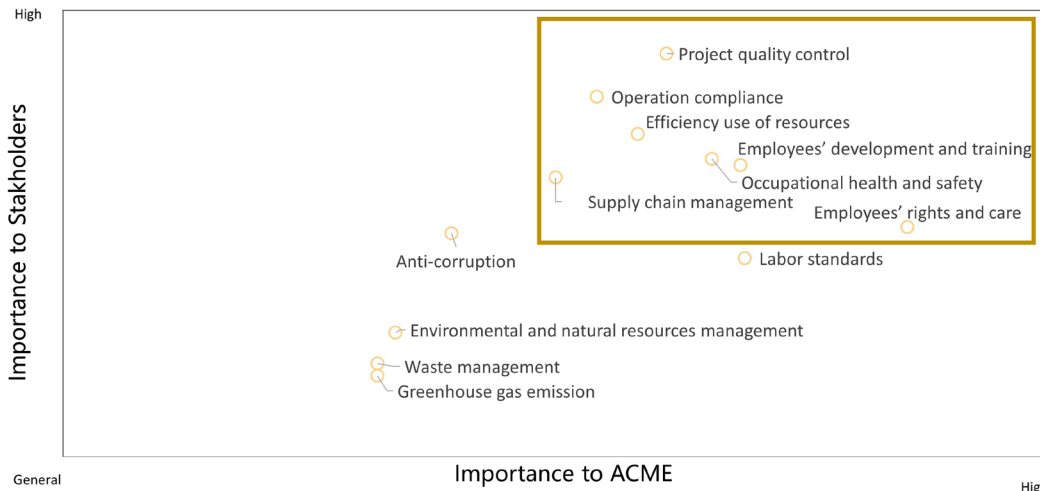 High
Project quality control
Operation compliance
Efficiency use of resources
Employees’ development and training
Occupational health and safety
Supply chain management
Employees’ rights and care
Anti-corruption
Labor standards
Environmental and natural resources management
Waste management
Greenhouse gas emission
Importance to Stakholders
General
Importance to ACME
Hig